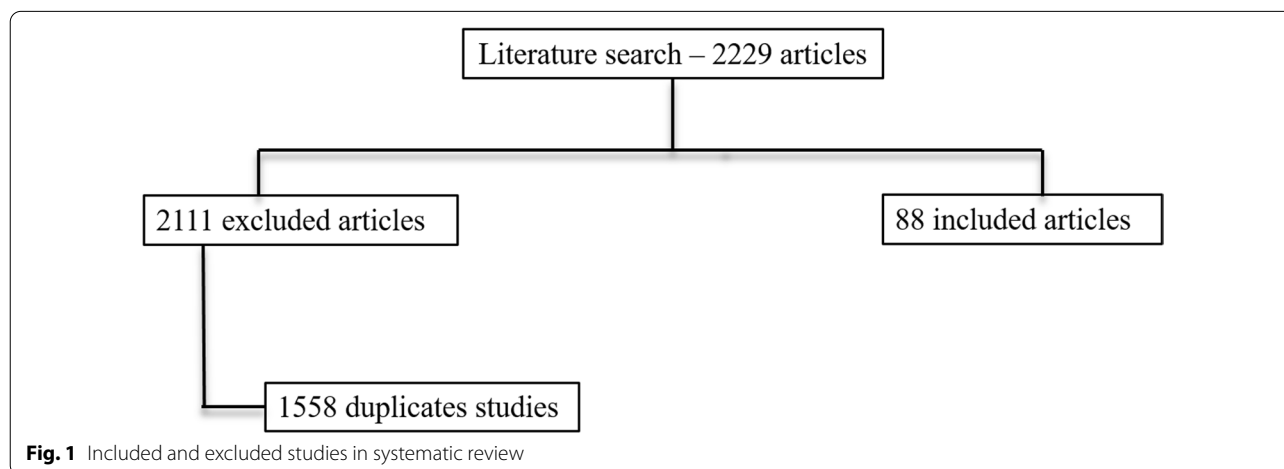 Literature search – 2229 articles
2111 excluded articles
88 included articles
1558 duplicates studies
Fig. 1 Included and excluded studies in systematic review